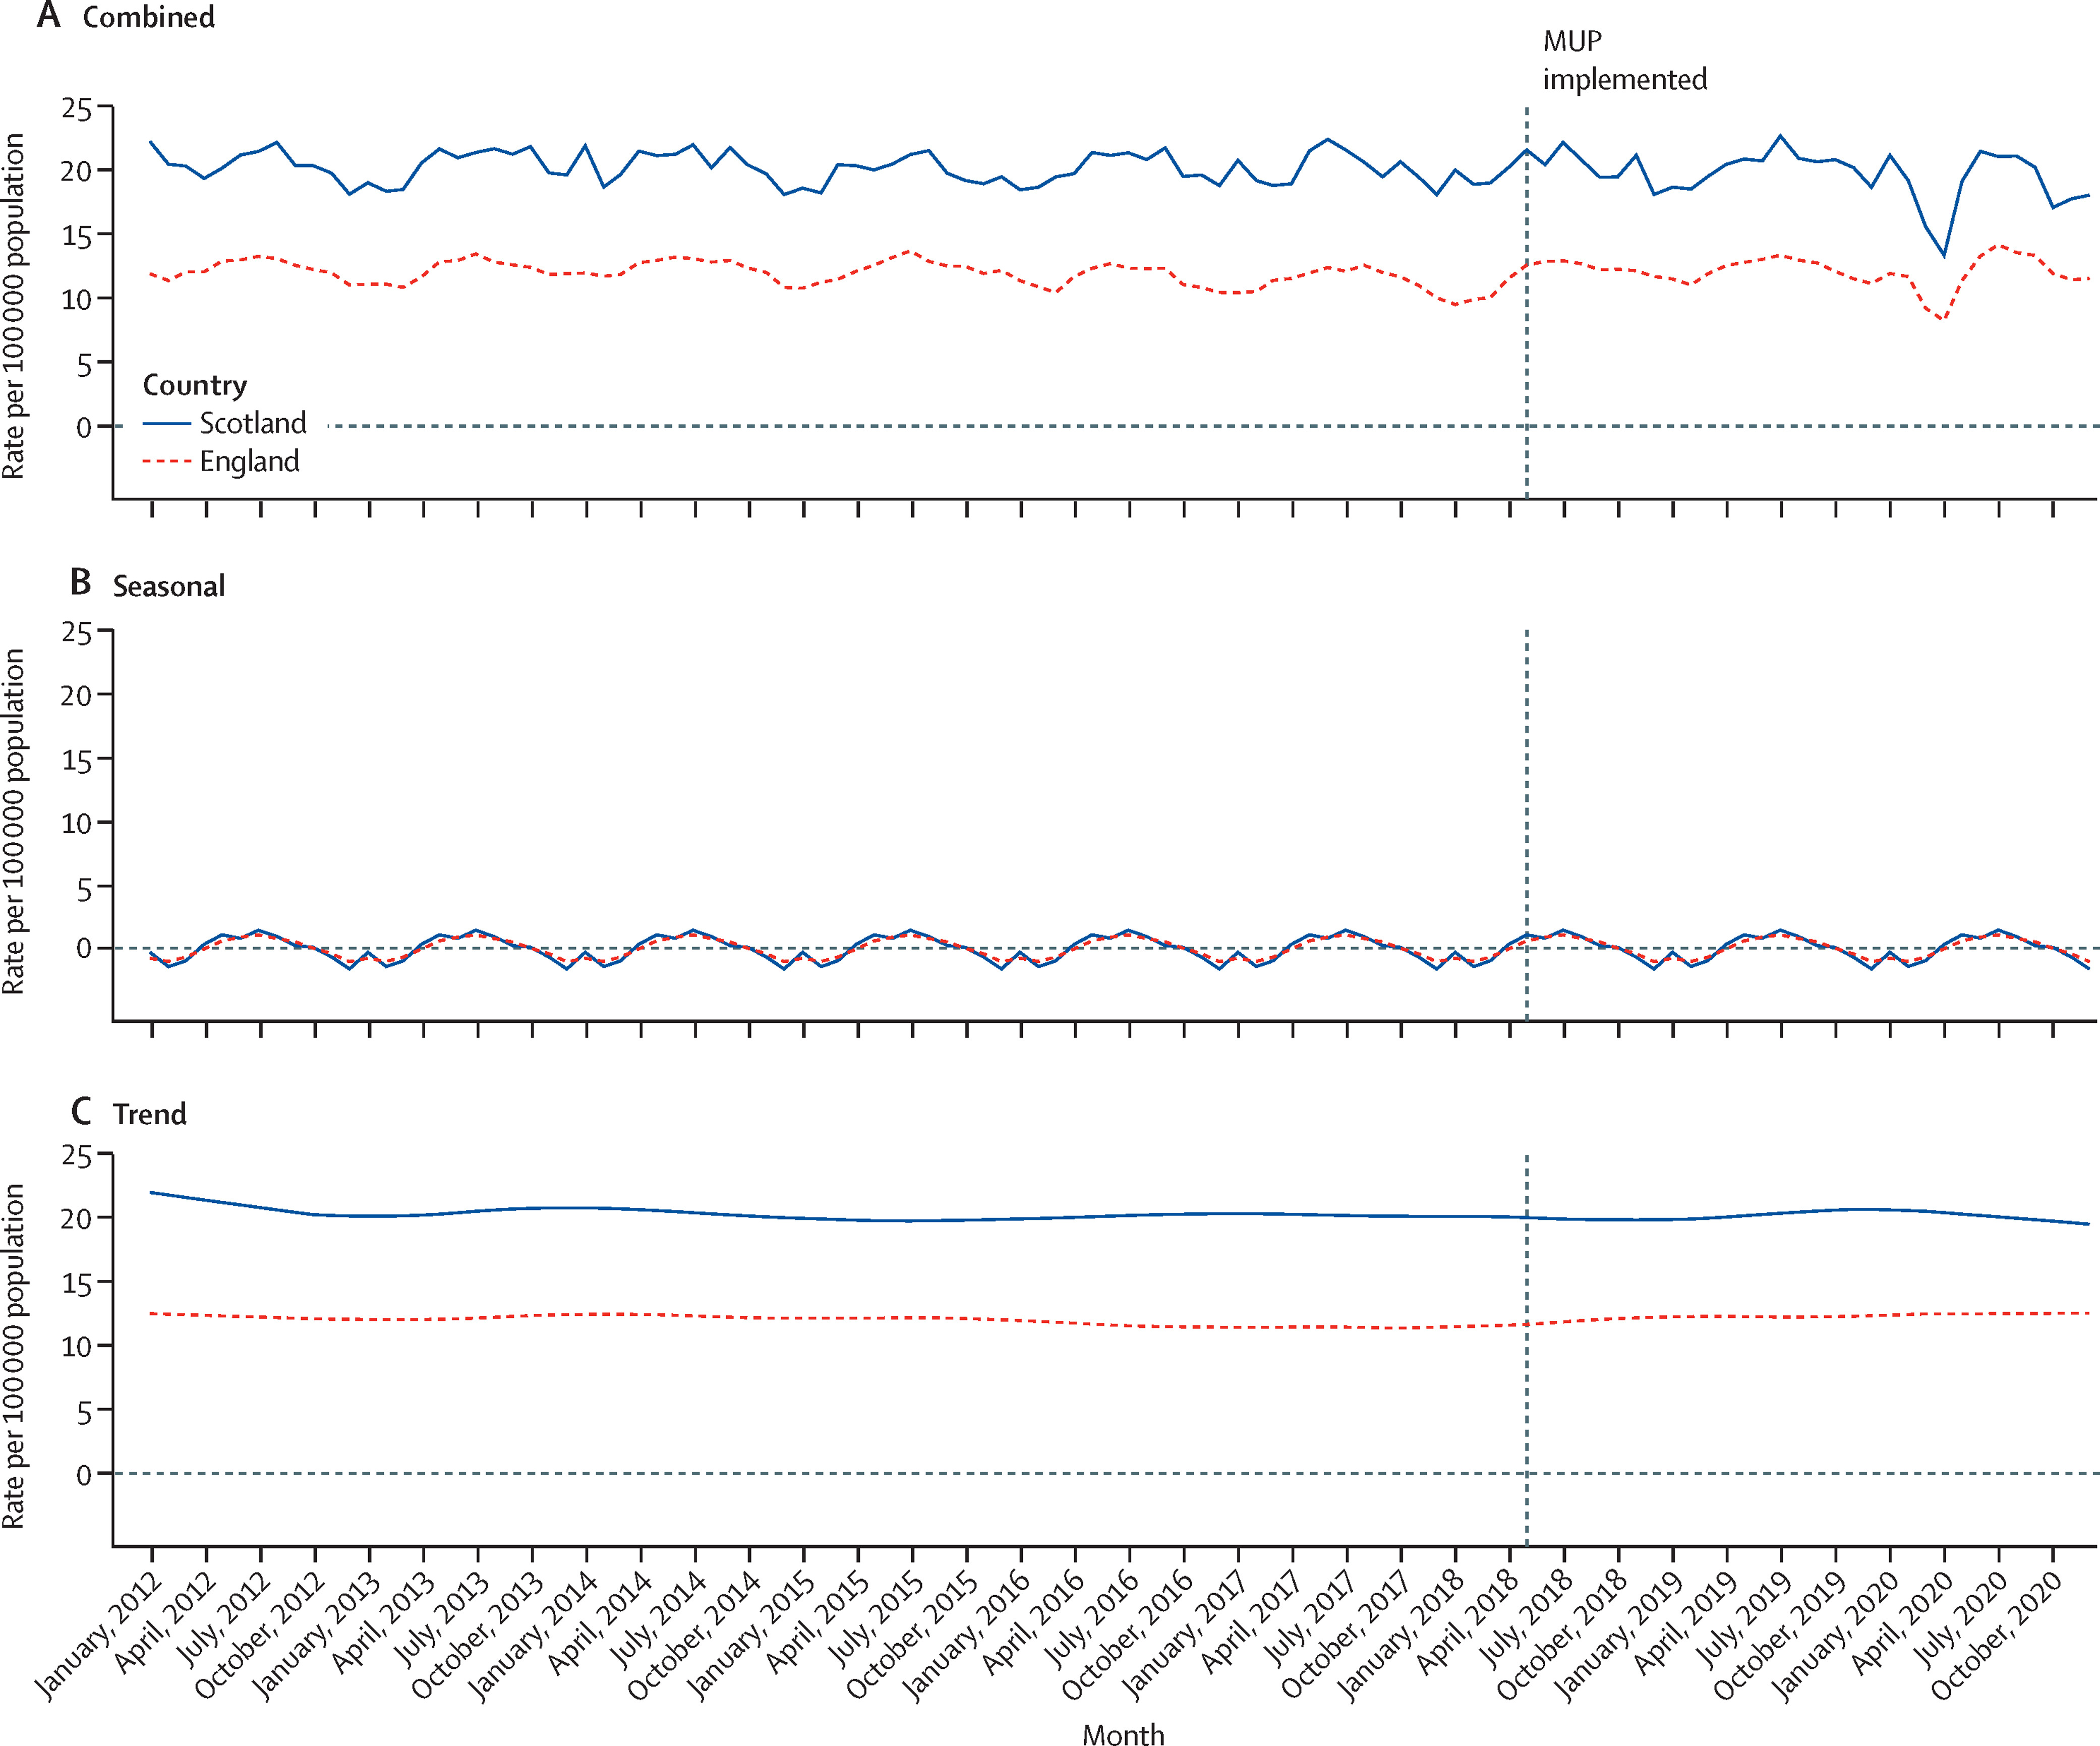 A Combined
MUP
implemented
Rate per 100 000 population
25
20
15
10
5
0
Country
Scotland
England
B Seasonal
Rate per 100 000 population
25
20
15
10
5
0
C Trend
Rate per 100 000 population
25
20
15
10
5
0
January, 2012
April, 2012
July, 2012
October, 2012
January, 2013
April, 2013
July, 2013
October, 2013
January, 2014
April, 2014
July, 2014
October, 2014
January, 2015
April, 2015
July, 2015
October, 2015
January, 2016
April, 2016
July, 2016
October, 2016
January, 2017
April, 2017
July, 2017
October, 2017
January, 2018
April, 2018
July, 2018
October, 2018
January, 2019
April, 2019
July, 2019
October, 2019
January, 2020
April, 2020
July, 2020
October, 2020
Month